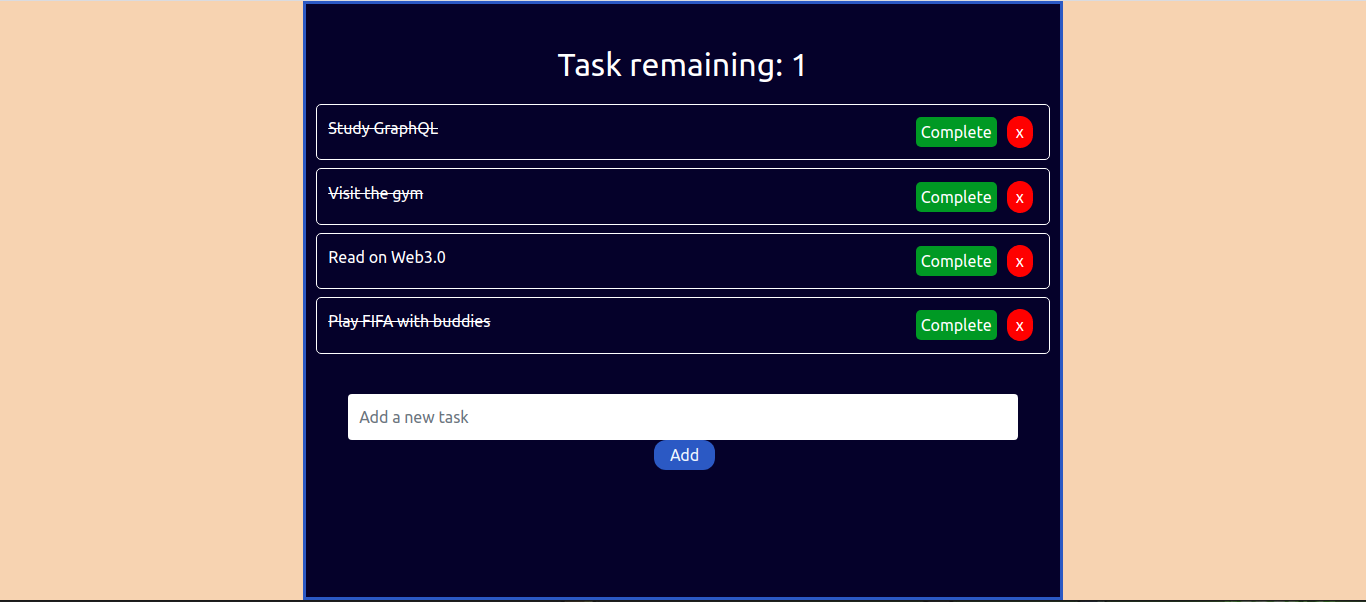 Task remaining: 1
Study GraphQL Complete x
Visit the gym Complete x
Read on Web3.0 Complete x
Play FIFA with buddies Complete x
Add a new task
Add